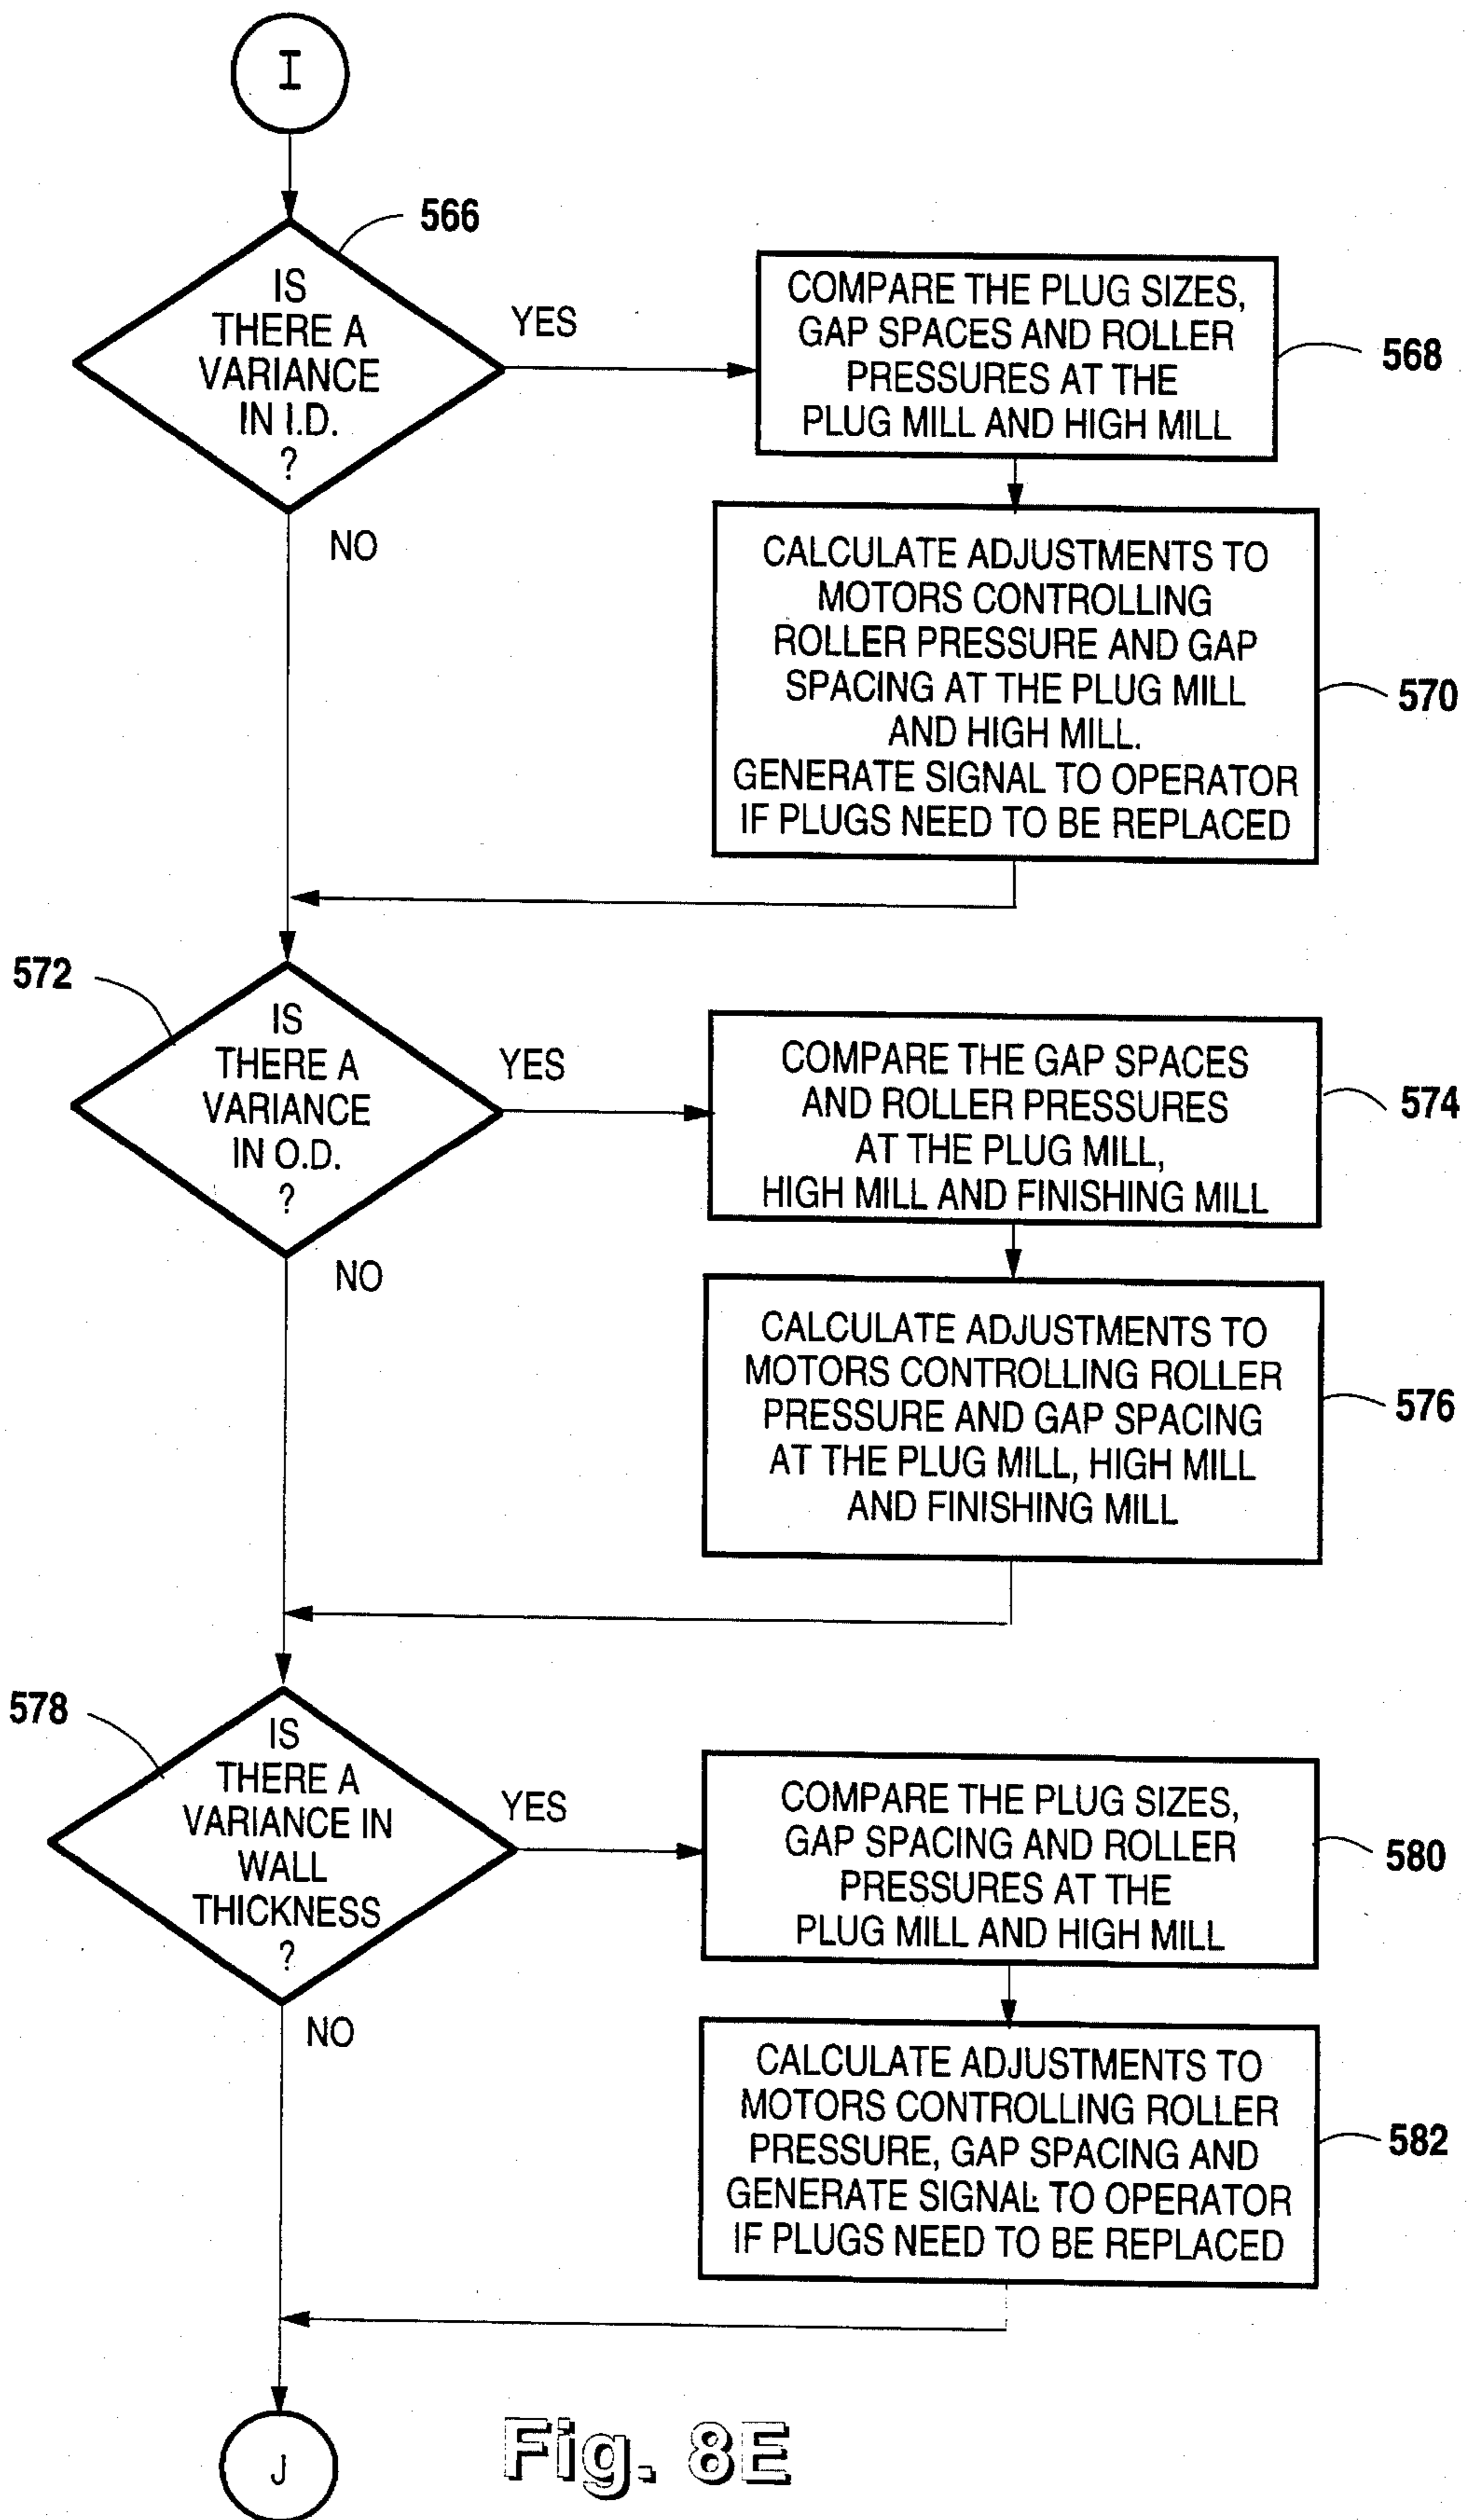 I
566
IS
THERE A
VARIANCE
IN I.D.
?
YES
NO
COMPARE THE PLUG SIZES,
GAP SPACES AND ROLLER
PRESSURES AT THE
PLUG MILL AND HIGH MILL
568
CALCULATE ADJUSTMENTS TO
MOTORS CONTROLLING
ROLLER PRESSURE AND GAP
SPACING AT THE PLUG MILL
AND HIGH MILL.
GENERATE SIGNAL TO OPERATOR
IF PLUGS NEED TO BE REPLACED
570
572
IS
THERE A
VARIANCE
IN O.D.
?
YES
NO
COMPARE THE GAP SPACES
AND ROLLER PRESSURES
AT THE PLUG MILL,
HIGH MILL AND FINISHING MILL
574
CALCULATE ADJUSTMENTS TO
MOTORS CONTROLLING ROLLER
PRESSURE AND GAP SPACING
AT THE PLUG MILL, HIGH MILL
AND FINISHING MILL
576
578
IS
THERE A
VARIANCE IN
WALL
THICKNESS
?
YES
NO
COMPARE THE PLUG SIZES,
GAP SPACING AND ROLLER
PRESSURES AT THE
PLUG MILL AND HIGH MILL
580
CALCULATE ADJUSTMENTS TO
MOTORS CONTROLLING ROLLER
PRESSURE, GAP SPACING AND
GENERATE SIGNAL TO OPERATOR
IF PLUGS NEED TO BE REPLACED
582
J
Fig. 8E